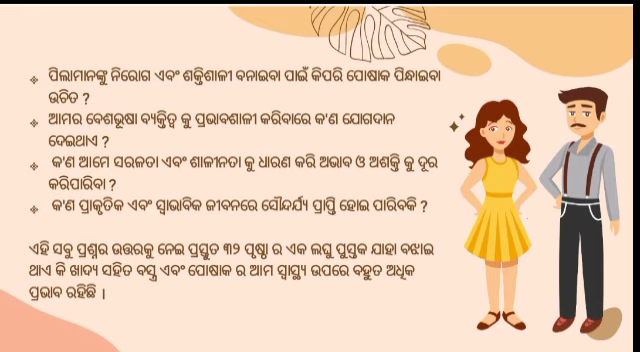 ❖ ପିଲାମାନଙ୍କୁ ନିରୋଗ ଏବଂ ଶକ୍ତିଶାଳୀ ବନାଇବା ପାଇଁ କିପରି ପୋଷାକ ପିନ୍ଧାଇବା
ଉଚିତ ?
❖ ଆମର ବେଶଭୂଷା ବ୍ୟକ୍ତିତ୍ୱ କୁ ପ୍ରଭାବଶାଳୀ କରିବାରେ କ'ଣ ଯୋଗଦାନ
ଦେଇଥାଏ ?
❖ କ'ଣ ଆମେ ସରଳତା ଏବଂ ଶାଳୀନତା କୁ ଧାରଣ କରି ଅଭାବ ଓ ଅଶକ୍ତି କୁ ଦୂର
କରିପାରିବା ?
❖ କ'ଣ ପ୍ରାକୃତିକ ଏବଂ ସ୍ୱାଭାବିକ ଜୀବନରେ ସୌନ୍ଦର୍ଯ୍ୟ ପ୍ରାପ୍ତି ହୋଇ ପାରିବକି ?
ଏହି ସବୁ ପ୍ରଶ୍ନର ଉତ୍ତରକୁ ନେଇ ପ୍ରସ୍ତୁତ ୩୨ ପୃଷ୍ଠା ର ଏକ ଲଘୁ ପୁସ୍ତକ ଯାହା ବଝାଇ
ଥାଏ କି ଖାଦ୍ୟ ସହିତ ବସ୍ତ୍ର ଏବଂ ପୋଷାକ ର ଆମ ସ୍ୱାସ୍ଥ୍ୟ ଉପରେ ବହୁତ ଅଧିକ
ପ୍ରଭାବ ରହିଛି ।